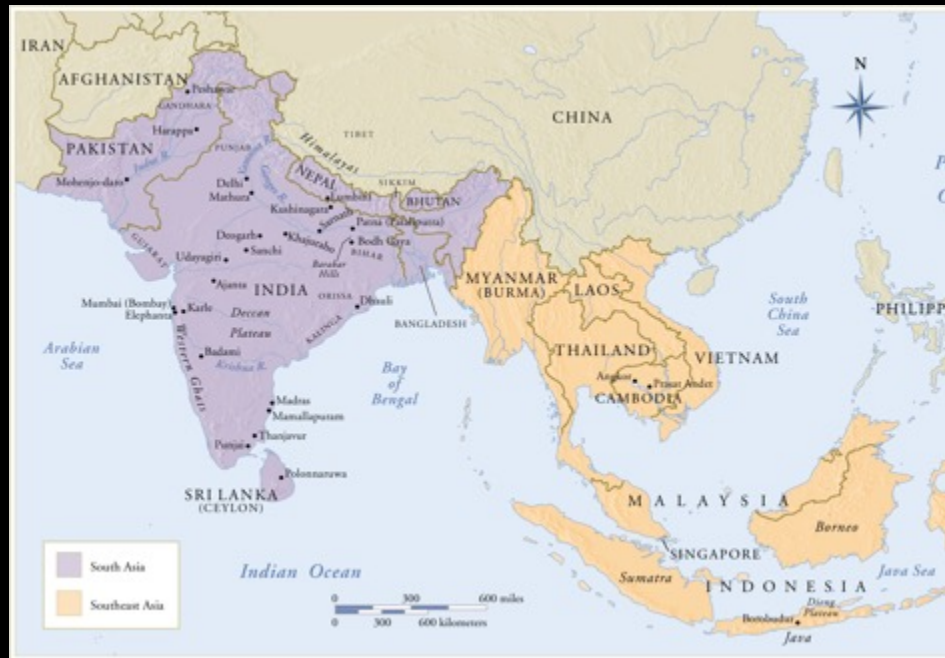 IRAN
AFGHANISTAN
Peshawar
GANDHARA
CHINA
N
Harappa
TIBET
PAKISTAN
PUNJAB
Himalayas
Indus R.
Mohenjo-daro
Delhi
Mathura
Ganges R.
NEPAL
Lumbini
SIKKIM
BHUTAN
Kushinagara
Sarnath
Patna (Pataliputra)
GUJARAT
Deogarh
Khajuraho
Bodh Gaya
Sanchi
BIHAR
Udayagiri
Barabar
Hills
Ajanta
INDIA
ORISSA
Dhauli
MYANMAR
(BURMA)
LAOS
South
China
Sea
PHILIPP
Mumbai (Bombay)
Karle
Elephanta
Deccan
Plateau
KALINGA
BANGLADESH
Arabian
Sea
Western Ghats
Badami
Krishna R.
Bay
of
Bengal
THAILAND
VIETNAM
Angkor
Prasat Andet
CAMBODIA
Madras
Mamallapuram
Thanjavur
Punjai
Polonnaruwa
SRI LANKA
(CEYLON)
MALAYSIA
Borneo
SINGAPORE
Sumatra
INDONESIA
Java Sea
Dieng
Plateau
Borobudur
Java
South Asia
Southeast Asia
Indian Ocean
0 300 600 miles
0 300 600 kilometers